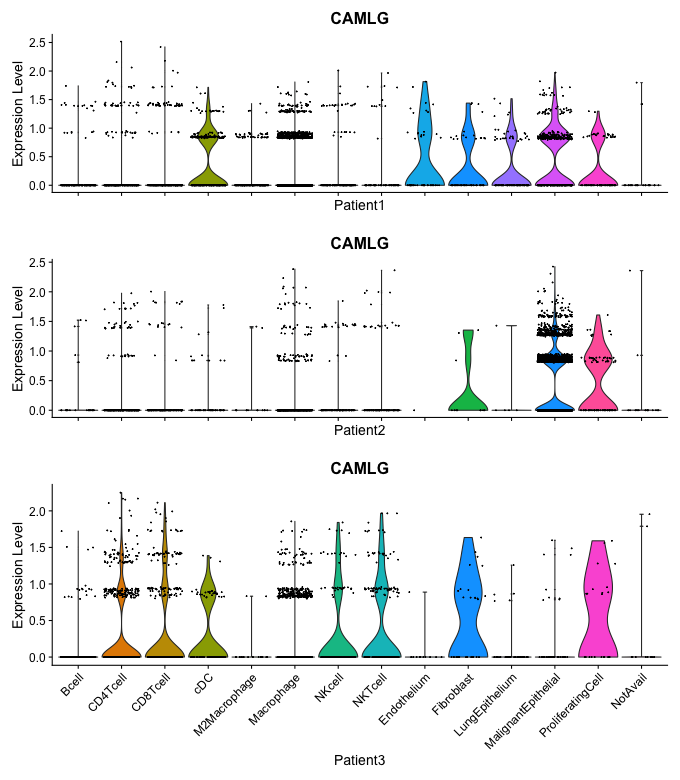 CAMLG
Expression Level
2.5
2.0
1.5
1.0
0.5
0.0
Patient1
CAMLG
Expression Level
2.5
2.0
1.5
1.0
0.5
0.0
Patient2
CAMLG
Expression Level
2.0
1.5
1.0
0.5
0.0
Bcell
CD4Tcell
CD8Tcell
cDC
M2Macrophage
Macrophage
NKcell
NKTcell
Endothelium
Fibroblast
LungEpithelium
MalignantEpithelial
ProliferatingCell
NotAvail
Patient3